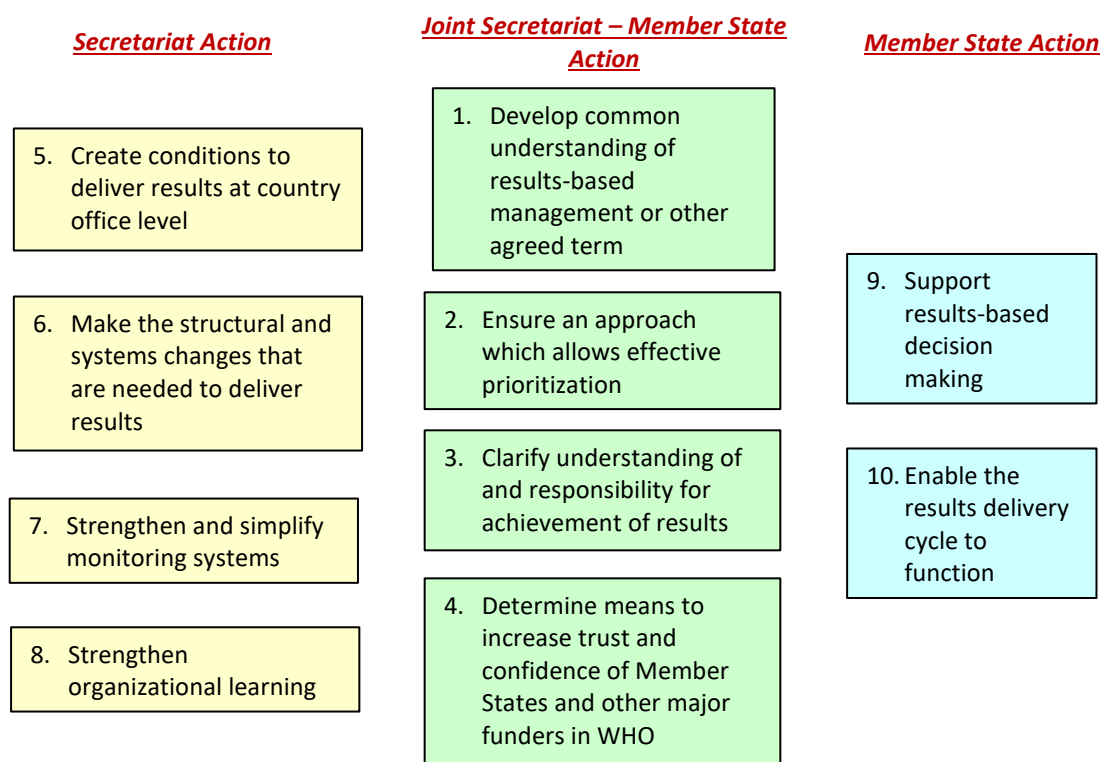 Secretariat Action
Joint Secretariat – Member State
Action
Member State Action
5. Create conditions to
deliver results at country
office level
6. Make the structural and
systems changes that
are needed to deliver
results
7. Strengthen and simplify
monitoring systems
8. Strengthen
organizational learning
1. Develop common
understanding of
results-based
management or other
agreed term
2. Ensure an approach
which allows effective
prioritization
3. Clarify understanding of
and responsibility for
achievement of results
4. Determine means to
increase trust and
confidence of Member
States and other major
funders in WHO
9. Support
results-based
decision
making
10. Enable the
results delivery
cycle to
function